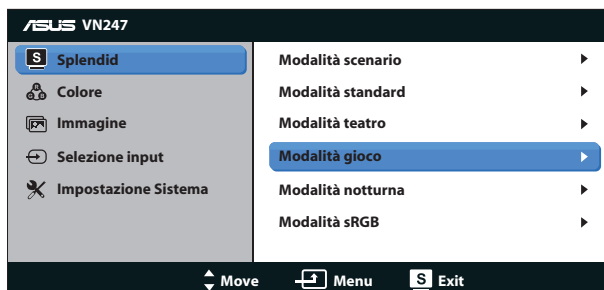 ASUS VN247
S Splendid
Colore
Immagine
Selezione input
Impostazione Sistema
Modalità scenario
Modalità standard
Modalità teatro
Modalità gioco
Modalità notturna
Modalità sRGB
Move Menu S Exit